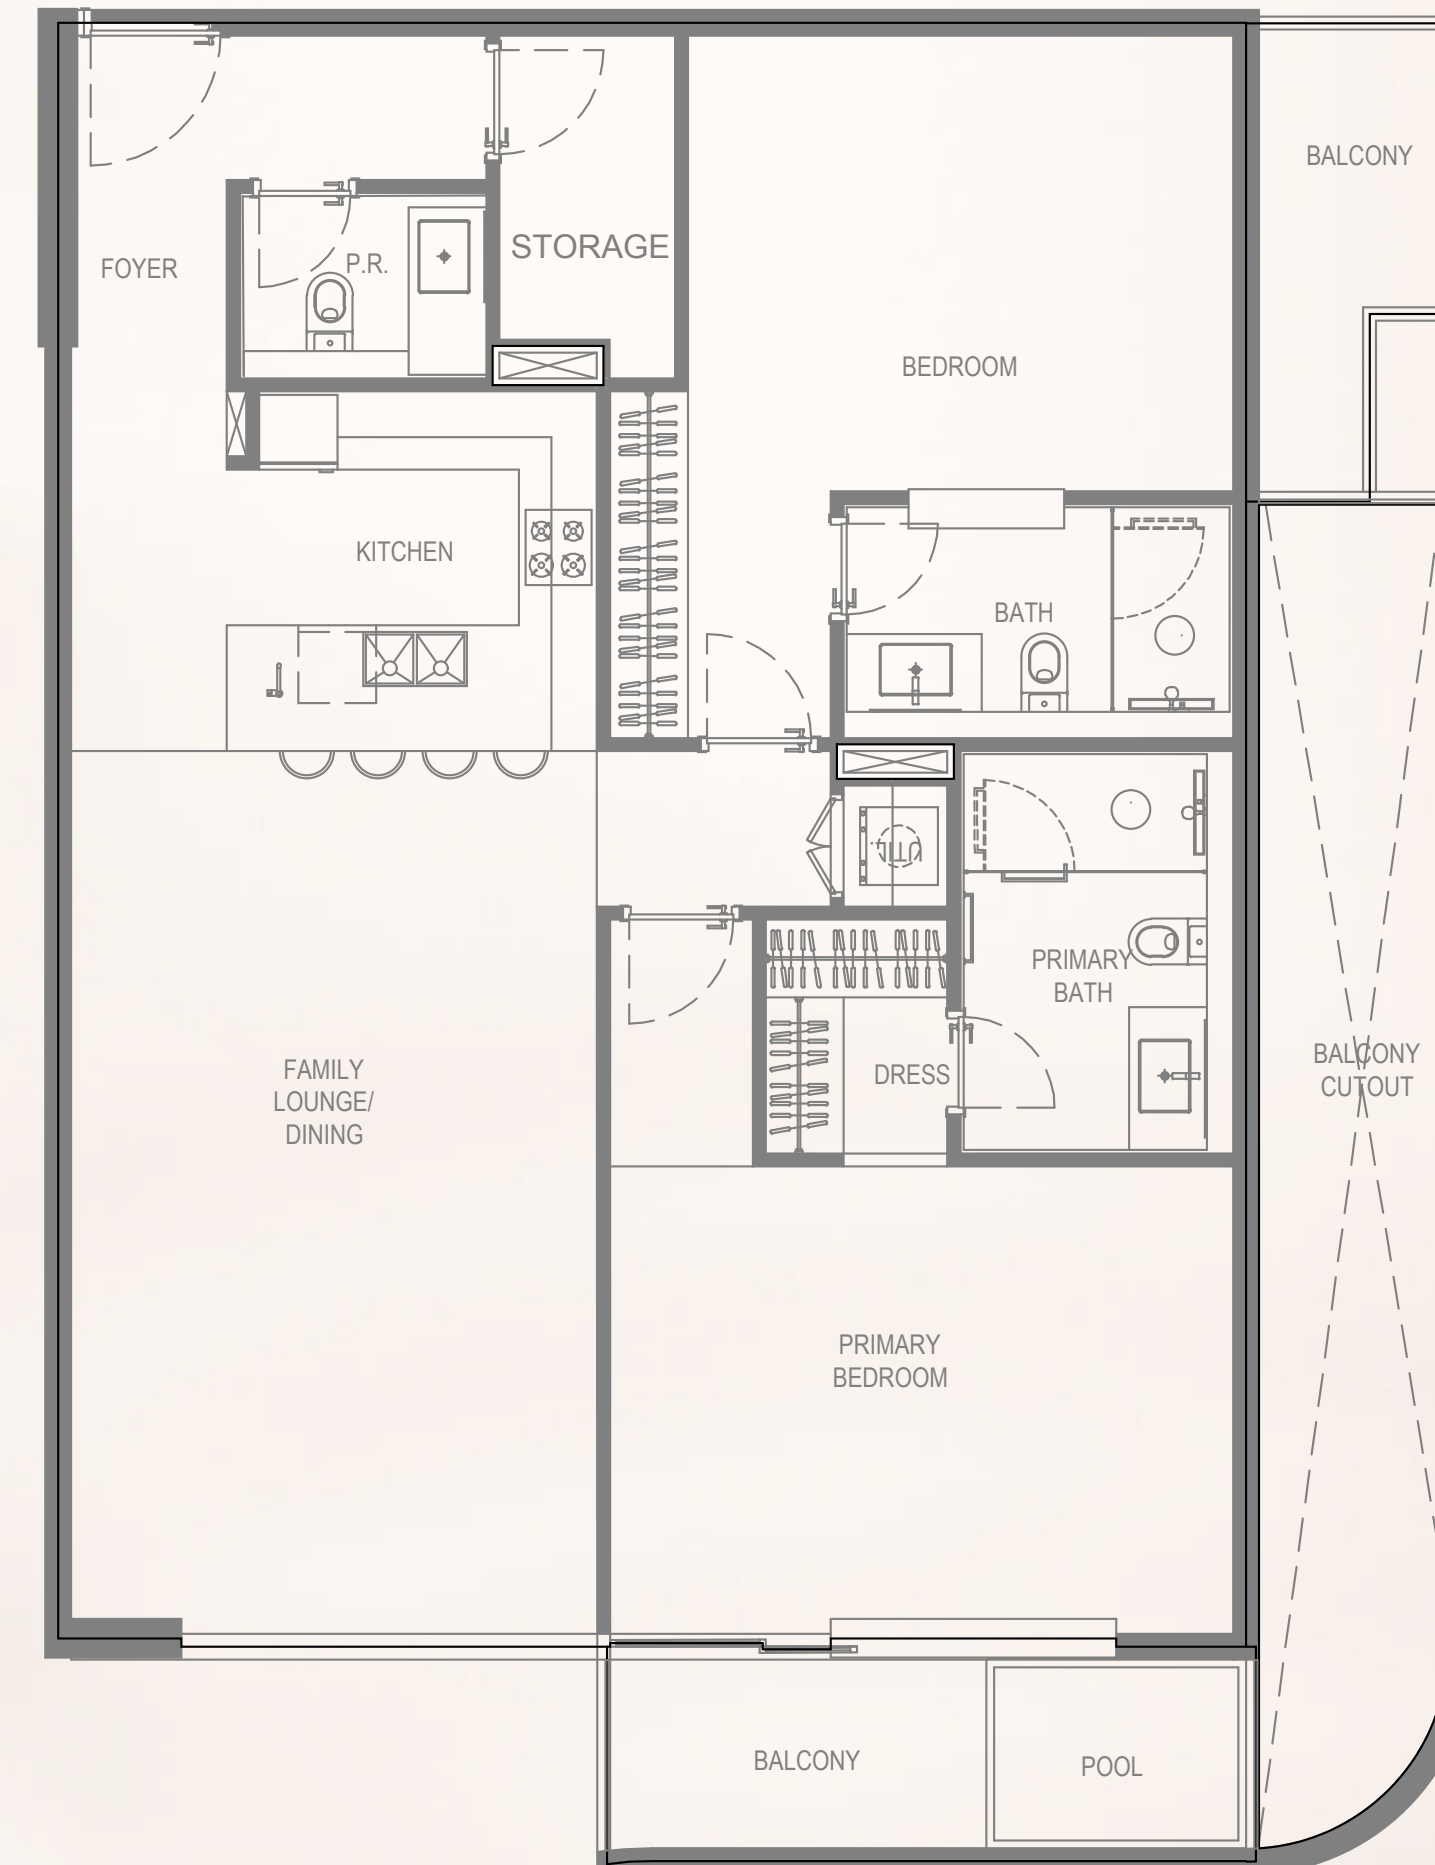 BALCONY
STORAGE
P.R.
FOYER
BEDROOM
KITCHEN
BATH
UTIL
PRIMARY
BATH
BALCONY
CUTOUT
FAMILY
LOUNGE/
DINING
DRESS
PRIMARY
BEDROOM
BALCONY
POOL